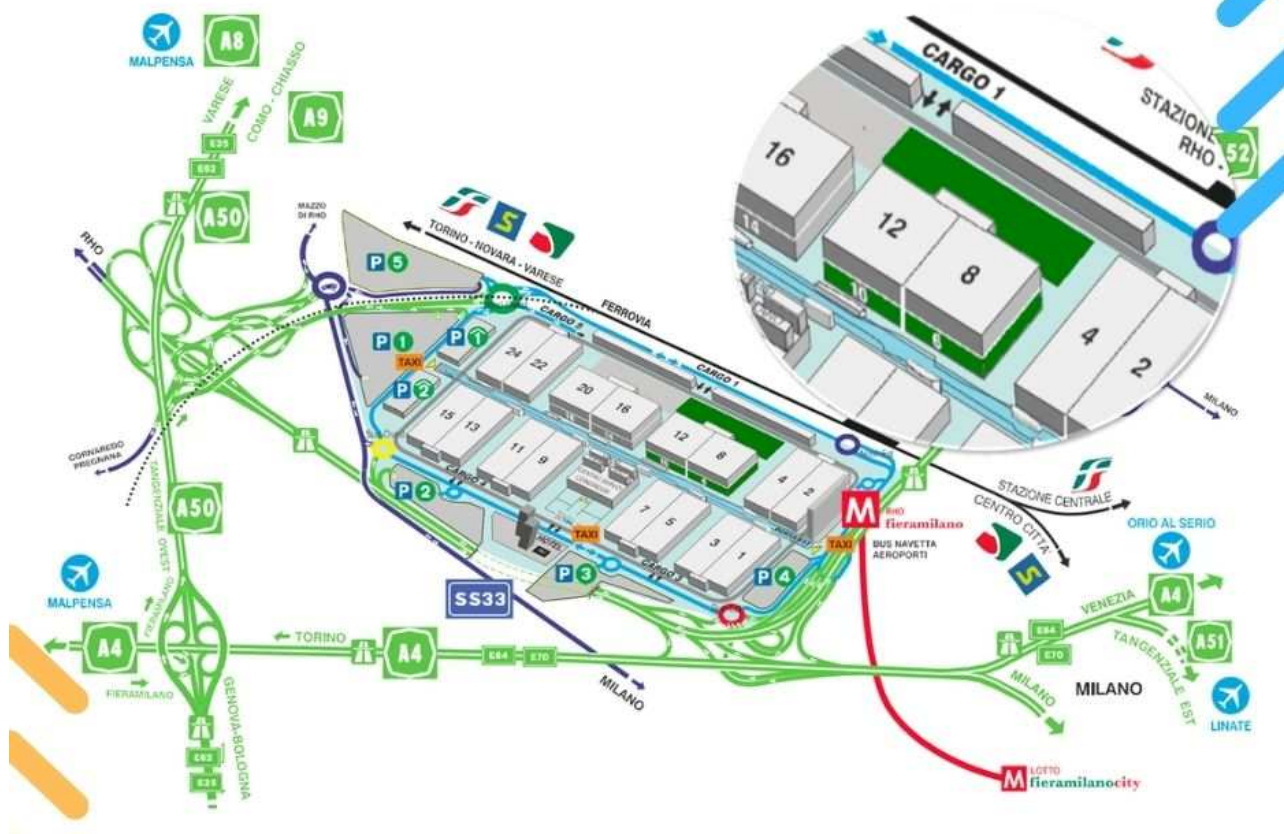 MALPENSA
A8
VARESE
COMO - CHIASSO
A9
E35
E62
A50
RHO
MAZZO
DI RHO
P 5
TORINO - NOVARA - VARESE
FERROVIA
CARGO 5
CARGO 1
P 1
P 1
TAXI
P 2
24
22
20
16
12
8
4
2
15
13
11
9
7
5
3
1
CARGO 4
P 2
HOTEL
TAXI
CARGO 3
P 3
P 4
TAXI
M
RHO
fieramilano
BUS NAVETTA
AEROPORTI
STAZIONE CENTRALE
CENTRO CITTA'
S
S
ORIO AL SERIO
A4
VENEZIA
E64
E70
A51
TANGENZIALE EST
MILANO
MILANO
LINATE
CORNAREDO
PREGNANA
A50
TANGENZIALE OVEST
FIERAMILANO
MALPENSA
A4
FIERAMILANO
TORINO
A4
E64
E70
SS33
MILANO
GENOVA-BOLOGNA
E62
E35
M
LOTTO
fieramilanocity
CARGO 1
STAZIONE
RHO -
52
16
14
12
10
8
6
4
2
MILANO